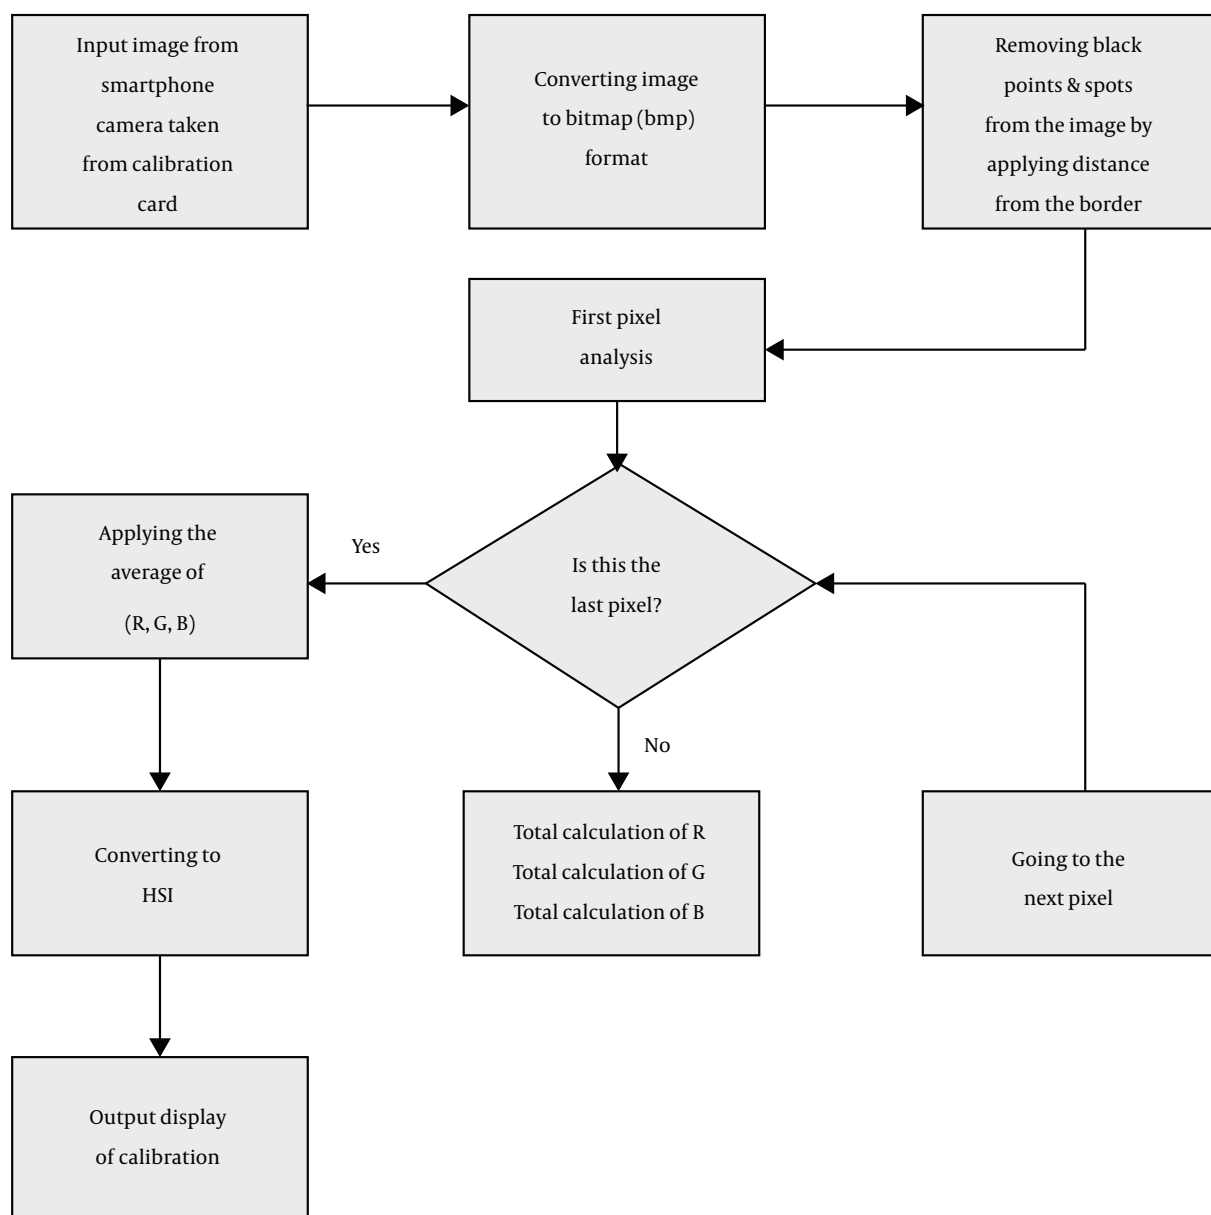 Input image from
smartphone
camera taken
from calibration
card
Converting image
to bitmap (bmp)
format
Removing black
points & spots
from the image by
applying distance
from the border
First pixel
analysis
Is this the
last pixel?
Yes
Applying the
average of
(R, G, B)
No
Total calculation of R
Total calculation of G
Total calculation of B
Going to the
next pixel
Converting to
HSI
Output display
of calibration